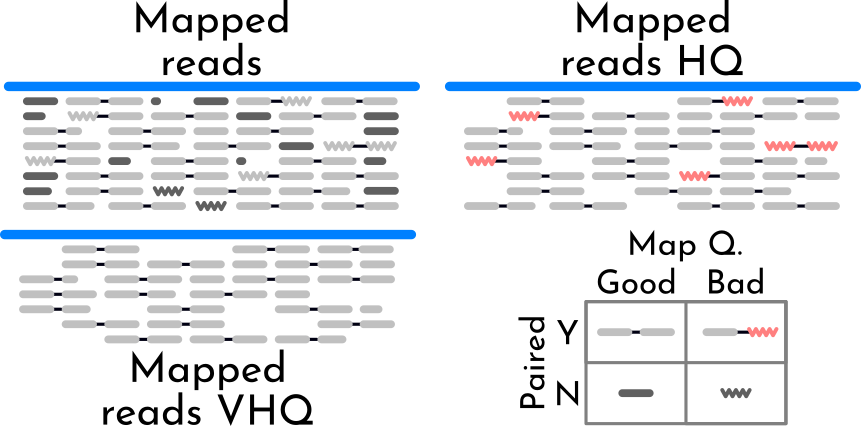 Mapped
reads
Mapped
reads HQ
Mapped
reads VHQ
Map Q.
Good Bad
Paired
Y
N